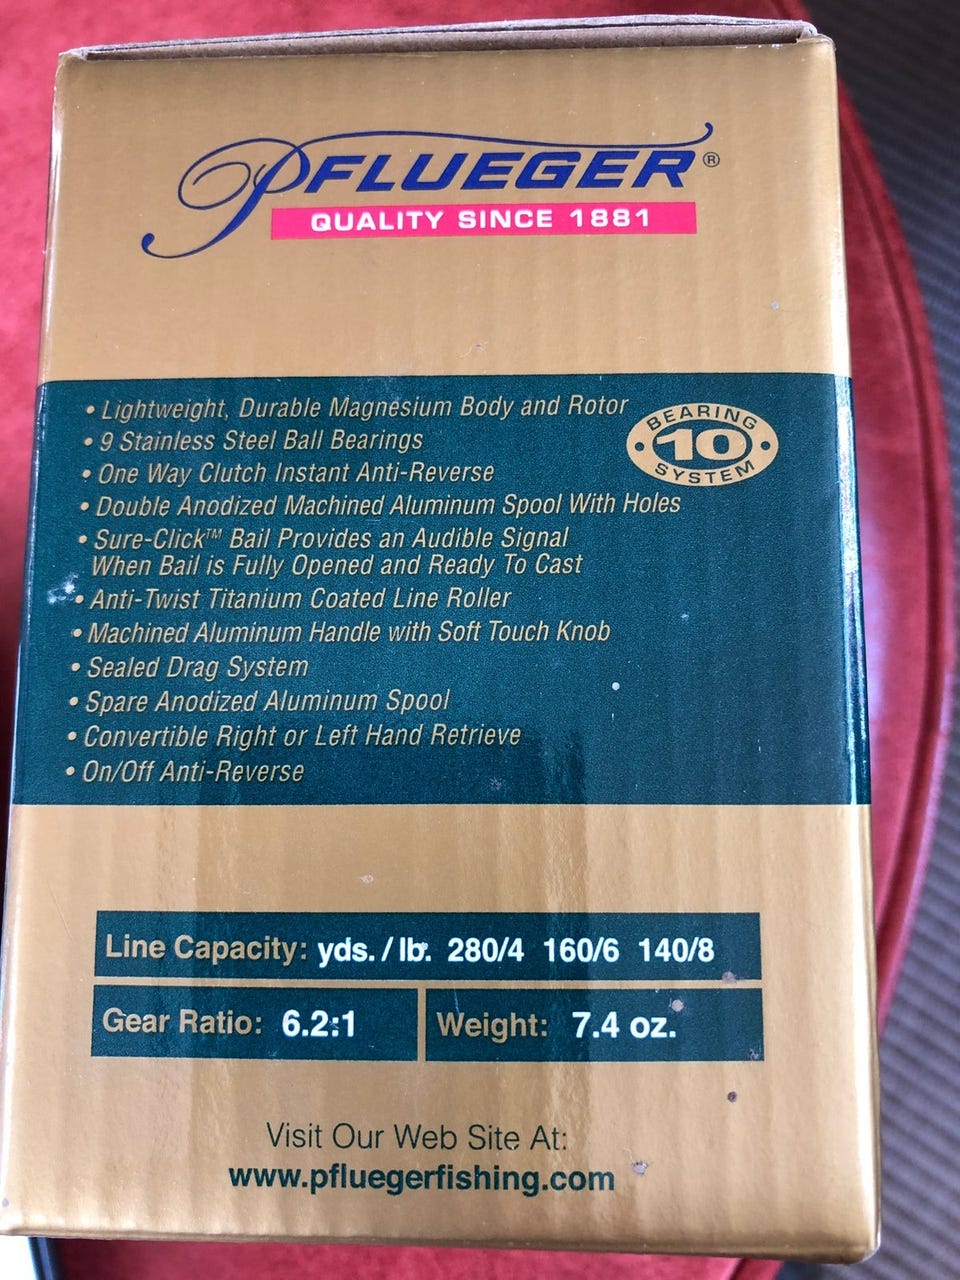 PFLUEGER®
QUALITY SINCE 1881
• Lightweight, Durable Magnesium Body and Rotor
• 9 Stainless Steel Ball Bearings
• One Way Clutch Instant Anti-Reverse
• Double Anodized Machined Aluminum Spool With Holes
• Sure-Click™ Bail Provides an Audible Signal
When Bail is Fully Opened and Ready To Cast
• Anti-Twist Titanium Coated Line Roller
• Machined Aluminum Handle with Soft Touch Knob
• Sealed Drag System
• Spare Anodized Aluminum Spool
• Convertible Right or Left Hand Retrieve
• On/Off Anti-Reverse
BEARING
10
SYSTEM
Line Capacity: yds. / lb. 280/4 160/6 140/8
Gear Ratio: 6.2:1
Weight: 7.4 oz.
Visit Our Web Site At:
www.pfluegerfishing.com